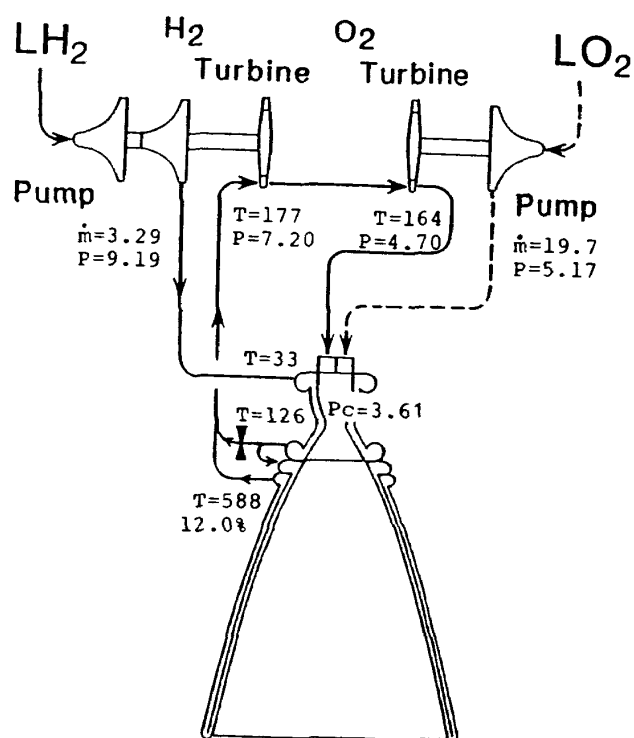 LH2
H2
Turbine
O2
Turbine
LO2
Pump
ṁ=3.29
P=9.19
T=177
P=7.20
T=164
P=4.70
Pump
ṁ=19.7
P=5.17
T=33
T=126
Pc=3.61
T=588
12.0%